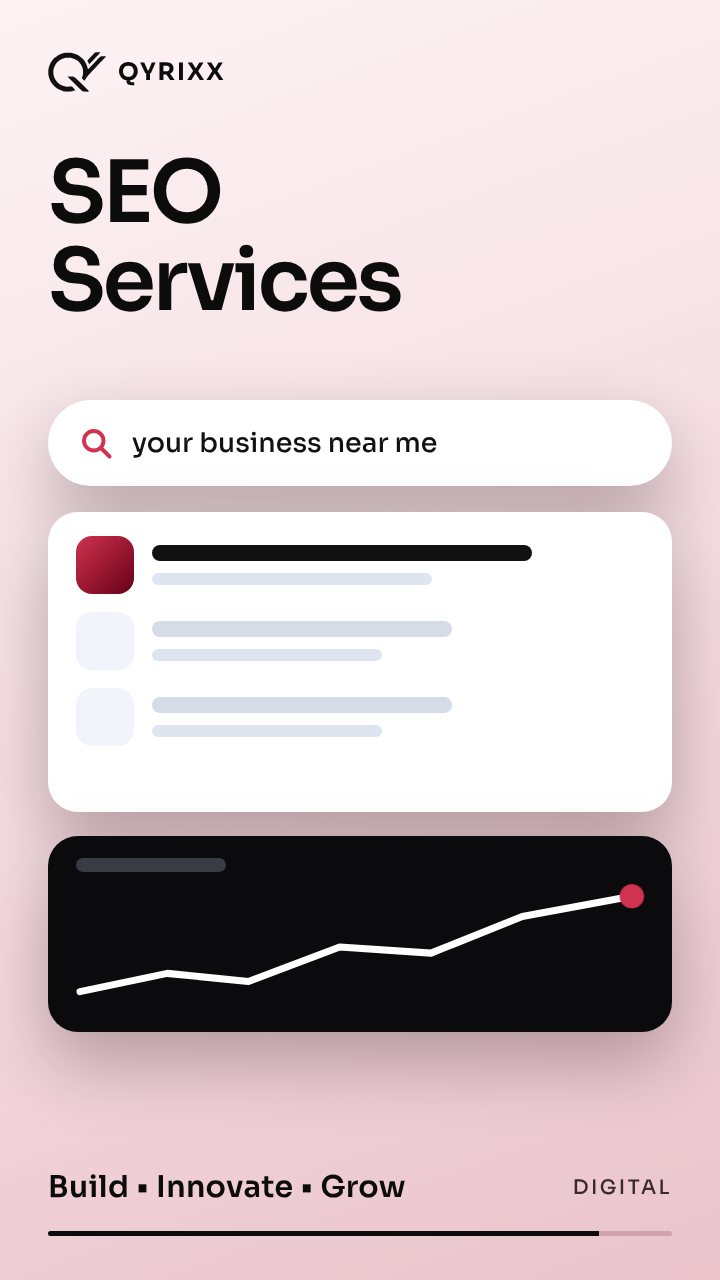 QYRIXX
SEO
Services
your business near me
Build ▪ Innovate ▪ Grow
DIGITAL